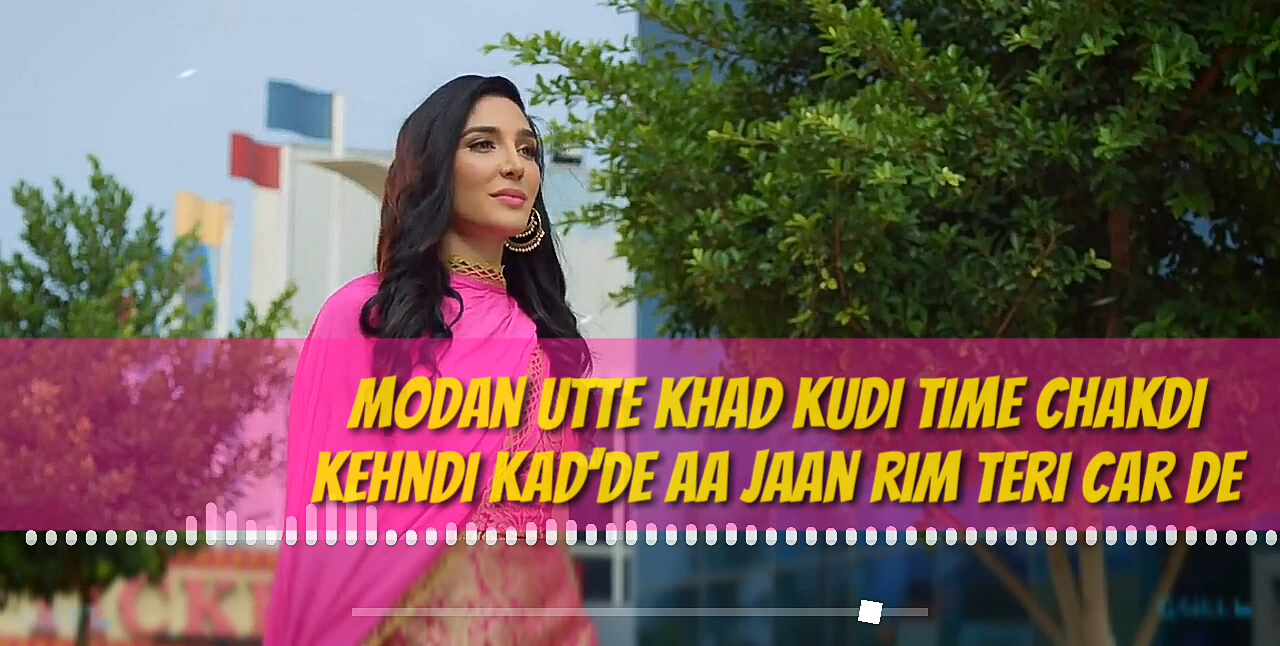 MODAN UTTE KHAD KUDI TIME CHAKDI
KEHNDI KAD'DE AA JAAN RIM TERI CAR DE